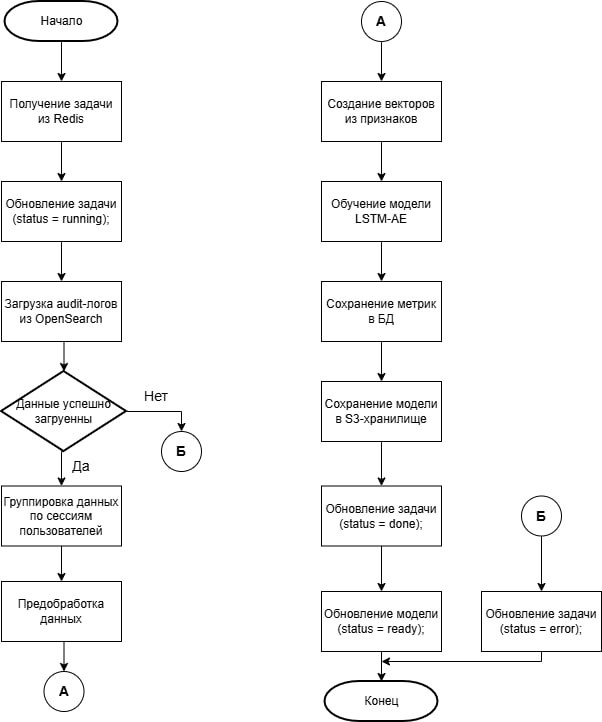 Начало
Получение задачи
из Redis
Обновление задачи
(status = running);
Загрузка audit-логов
из OpenSearch
Данные успешно
загруенны
Нет
Б
Да
Группировка данных
по сессиям
пользователей
Предобработка
данных
А
А
Создание векторов
из признаков
Обучение модели
LSTM-AE
Сохранение метрик
в БД
Сохранение модели
в S3-хранилище
Обновление задачи
(status = done);
Обновление модели
(status = ready);
Конец
Б
Обновление задачи
(status = error);